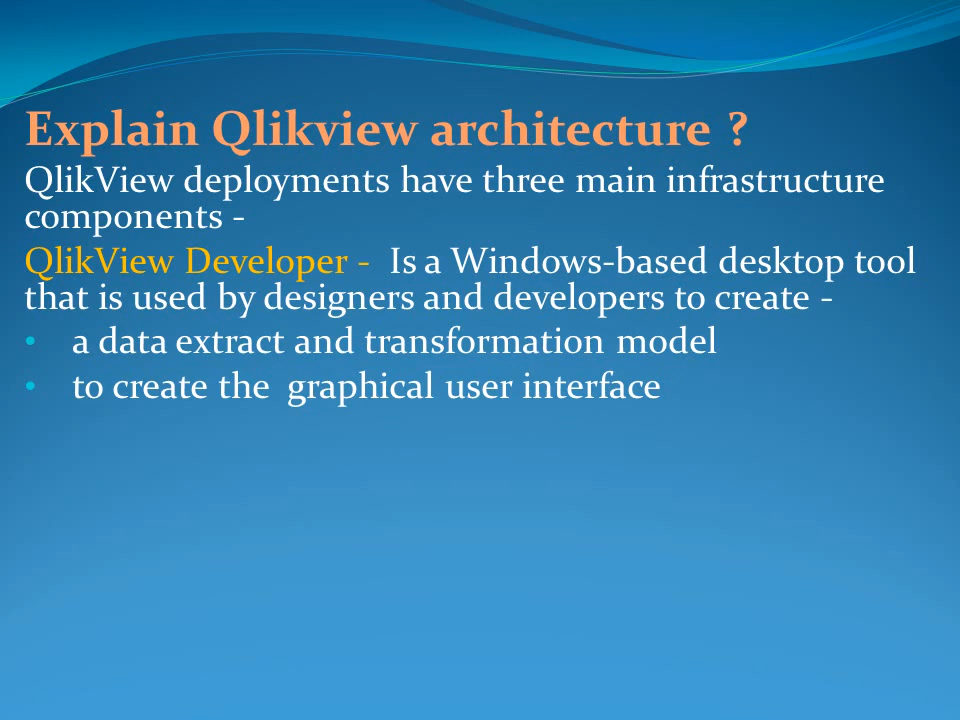 Explain Qlikview architecture ?
QlikView deployments have three main infrastructure
components -
QlikView Developer - Is a Windows-based desktop tool
that is used by designers and developers to create -
• a data extract and transformation model
• to create the graphical user interface